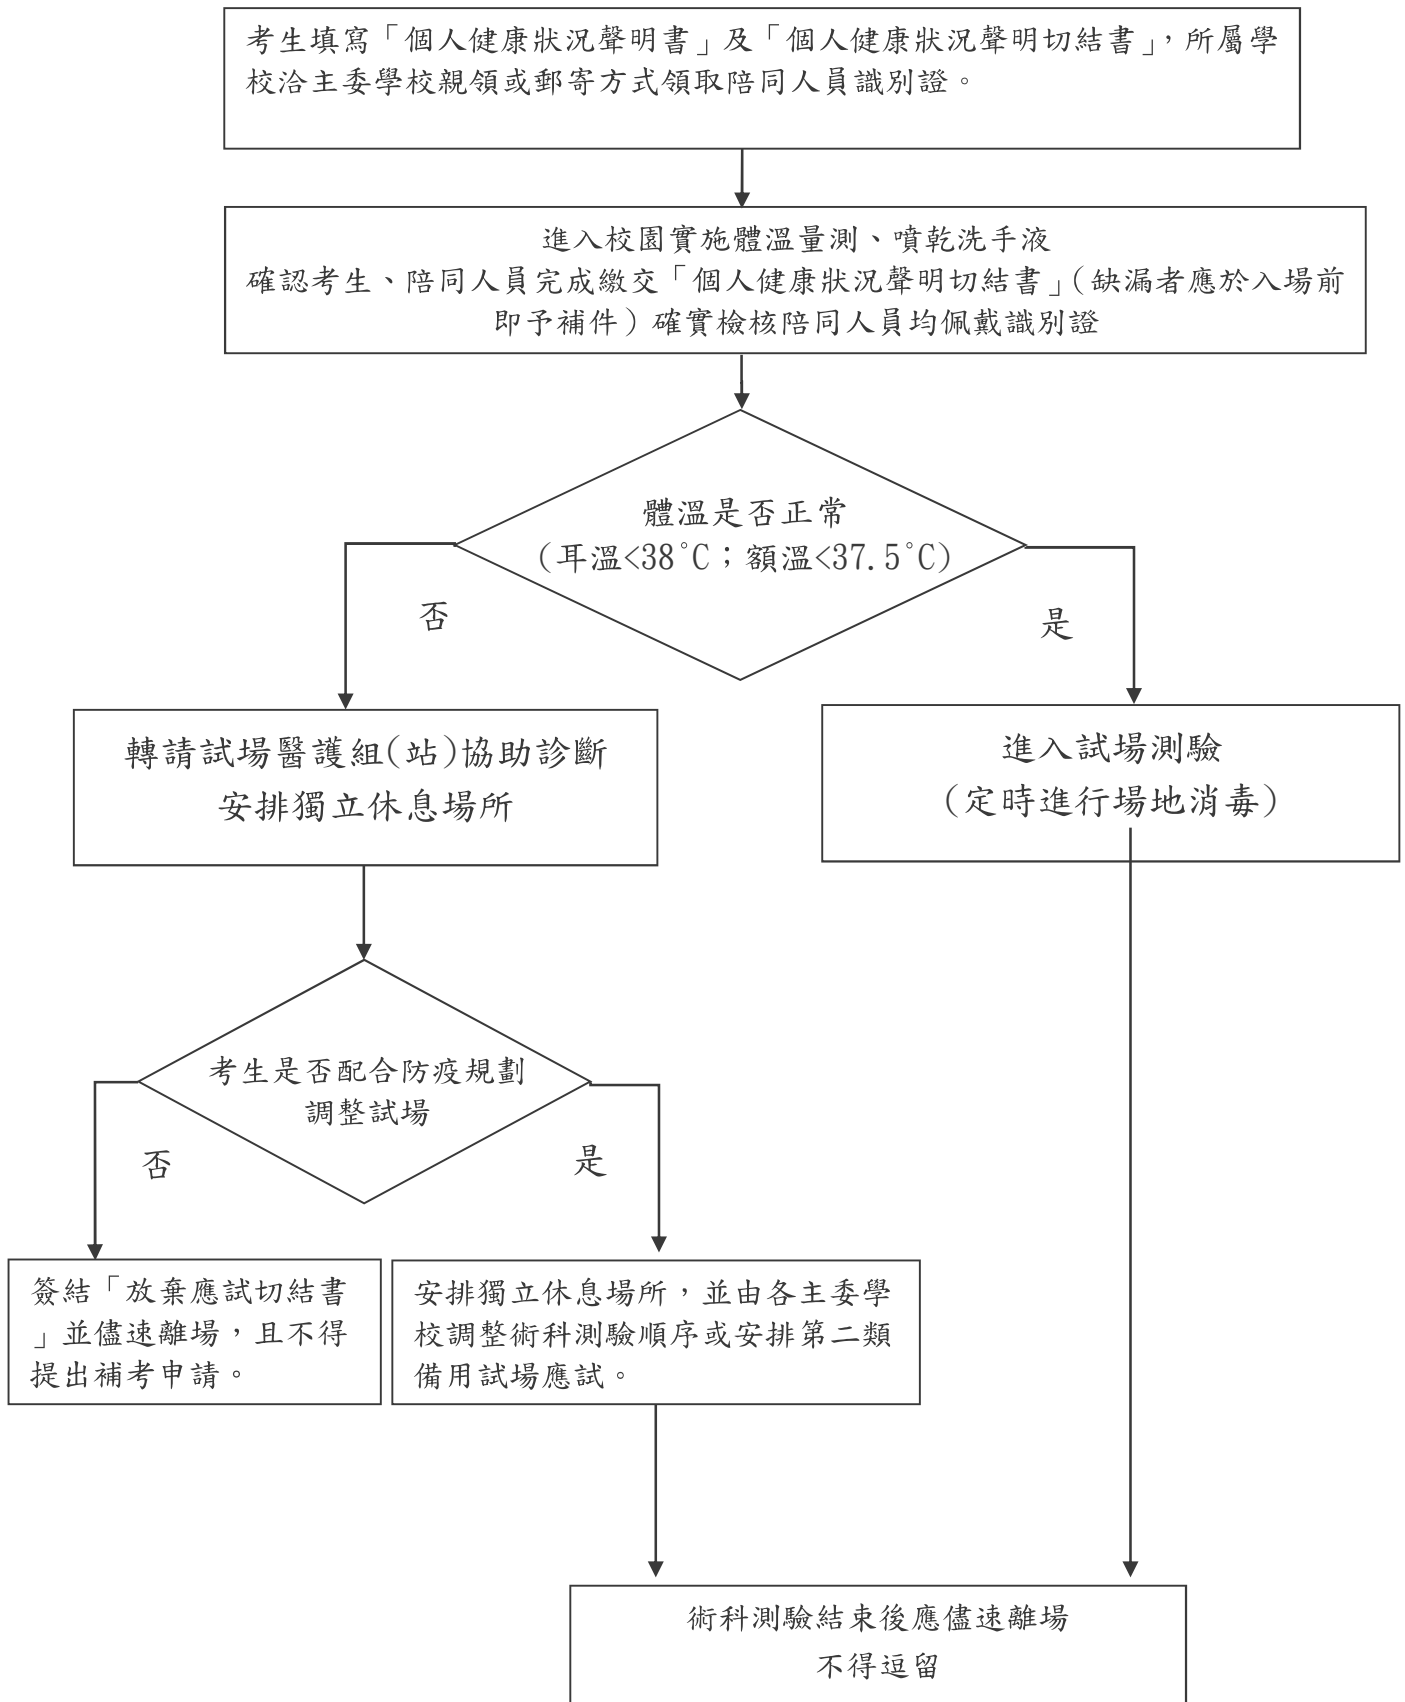 考生填寫「個人健康狀況聲明書」及「個人健康狀況聲明切結書」，所屬學
校洽主委學校親領或郵寄方式領取陪同人員識別證。
進入校園實施體溫量測、噴乾洗手液
確認考生、陪同人員完成繳交「個人健康狀況聲明切結書」（缺漏者應於入場前
即予補件）確實檢核陪同人員均佩戴識別證
體溫是否正常
（耳溫<38°C；額溫<37.5°C）
否
是
轉請試場醫護組(站)協助診斷
安排獨立休息場所
進入試場測驗
（定時進行場地消毒）
考生是否配合防疫規劃
調整試場
否
是
簽結「放棄應試切結書
」並儘速離場，且不得
提出補考申請。
安排獨立休息場所，並由各主委學
校調整術科測驗順序或安排第二類
備用試場應試。
術科測驗結束後應儘速離場
不得逗留